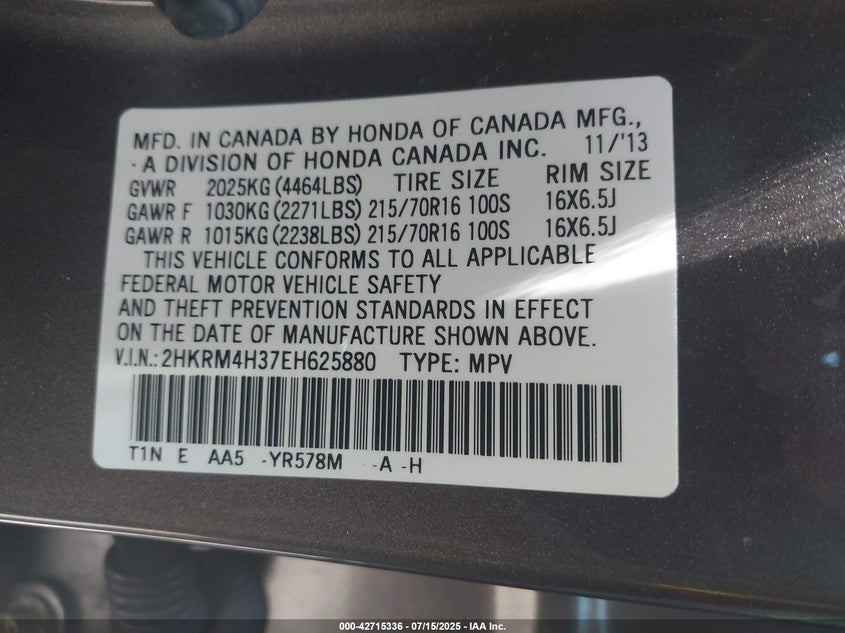 MFD. IN CANADA BY HONDA OF CANADA MFG.,
A DIVISION OF HONDA CANADA INC. 11/'13
GVWR 2025KG (4464LBS) TIRE SIZE RIM SIZE
GAWR F 1030KG (2271LBS) 215/70R16 100S 16X6.5J
GAWR R 1015KG (2238LBS) 215/70R16 100S 16X6.5J
THIS VEHICLE CONFORMS TO ALL APPLICABLE
FEDERAL MOTOR VEHICLE SAFETY
AND THEFT PREVENTION STANDARDS IN EFFECT
ON THE DATE OF MANUFACTURE SHOWN ABOVE.
V.I.N.: 2HKRM4H37EH625880 TYPE: MPV
T1N E AA5 -YR578M --A -H
000-42715336 - 07/15/2025 - IAA Inc.